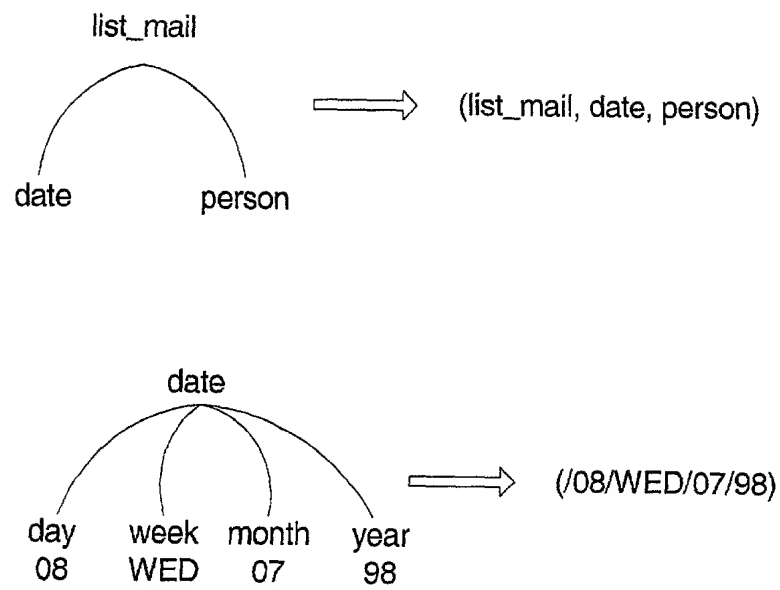 list_mail
(list_mail, date, person)
date person
date
(/08/WED/07/98)
day week month year
08 WED 07 98